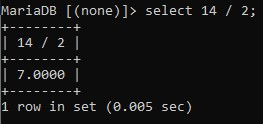 MariaDB [(none)]> select 14 / 2;
+--------+
| 14 / 2 |
+--------+
| 7.0000 |
+--------+
1 row in set (0.005 sec)